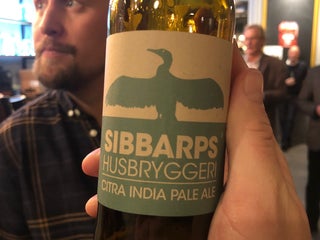 SIBBARPS
HUSBRYGGERI
CITRA INDIA PALE ALE